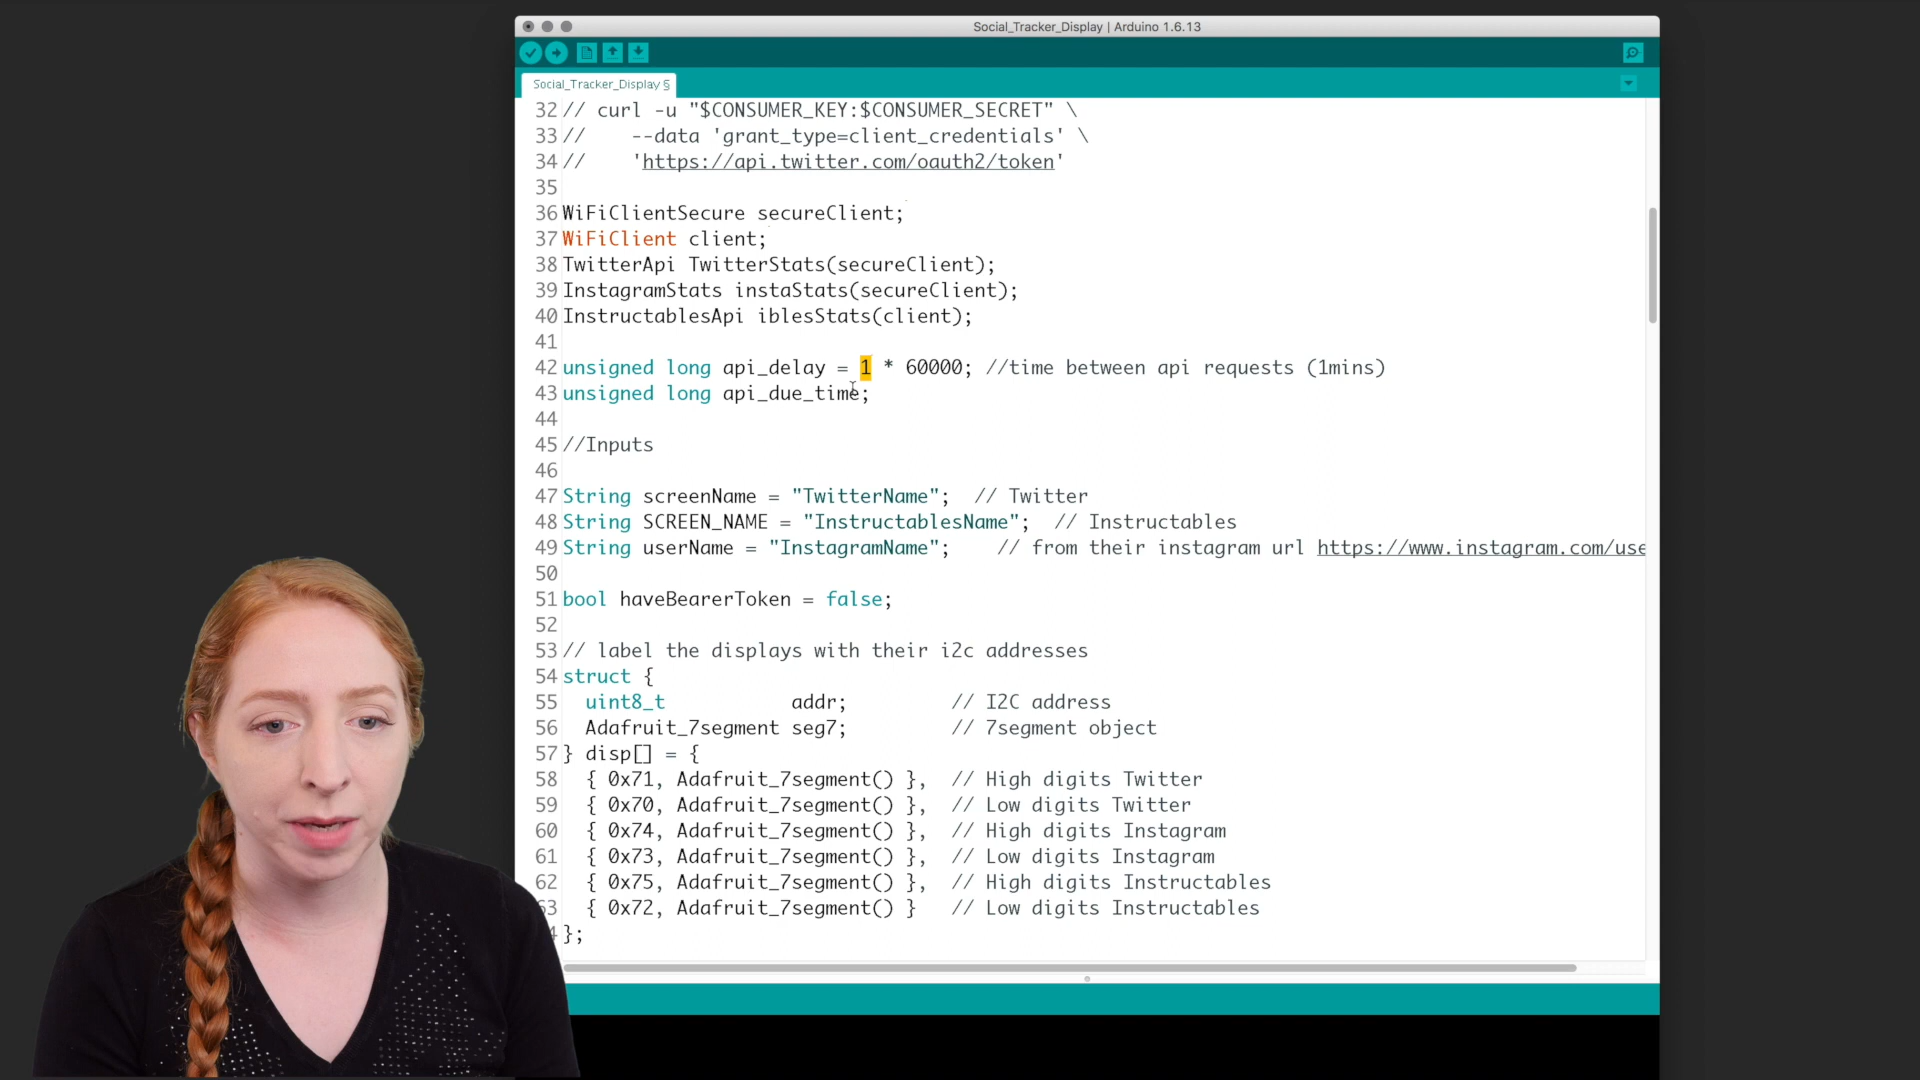 Social_Tracker_Display | Arduino 1.6.13
Social_Tracker_Display §
32 // curl -u "$CONSUMER_KEY:$CONSUMER_SECRET" \
33 //    --data 'grant_type=client_credentials' \
34 //    'https://api.twitter.com/oauth2/token'
35
36 WiFiClientSecure secureClient;
37 WiFiClient client;
38 TwitterApi TwitterStats(secureClient);
39 InstagramStats instaStats(secureClient);
40 InstructablesApi iblesStats(client);
41
42 unsigned long api_delay = 1 * 60000; //time between api requests (1mins)
43 unsigned long api_due_time;
44
45 //Inputs
46
47 String screenName = "TwitterName";  // Twitter
48 String SCREEN_NAME = "InstructablesName";  // Instructables
49 String userName = "InstagramName";    // from their instagram url https://www.instagram.com/use
50
51 bool haveBearerToken = false;
52
53 // label the displays with their i2c addresses
54 struct {
55   uint8_t           addr;         // I2C address
56   Adafruit_7segment seg7;         // 7segment object
57 } disp[] = {
58   { 0x71, Adafruit_7segment() },  // High digits Twitter
59   { 0x70, Adafruit_7segment() },  // Low digits Twitter
60   { 0x74, Adafruit_7segment() },  // High digits Instagram
61   { 0x73, Adafruit_7segment() },  // Low digits Instagram
62   { 0x75, Adafruit_7segment() },  // High digits Instructables
63   { 0x72, Adafruit_7segment() }   // Low digits Instructables
4 };